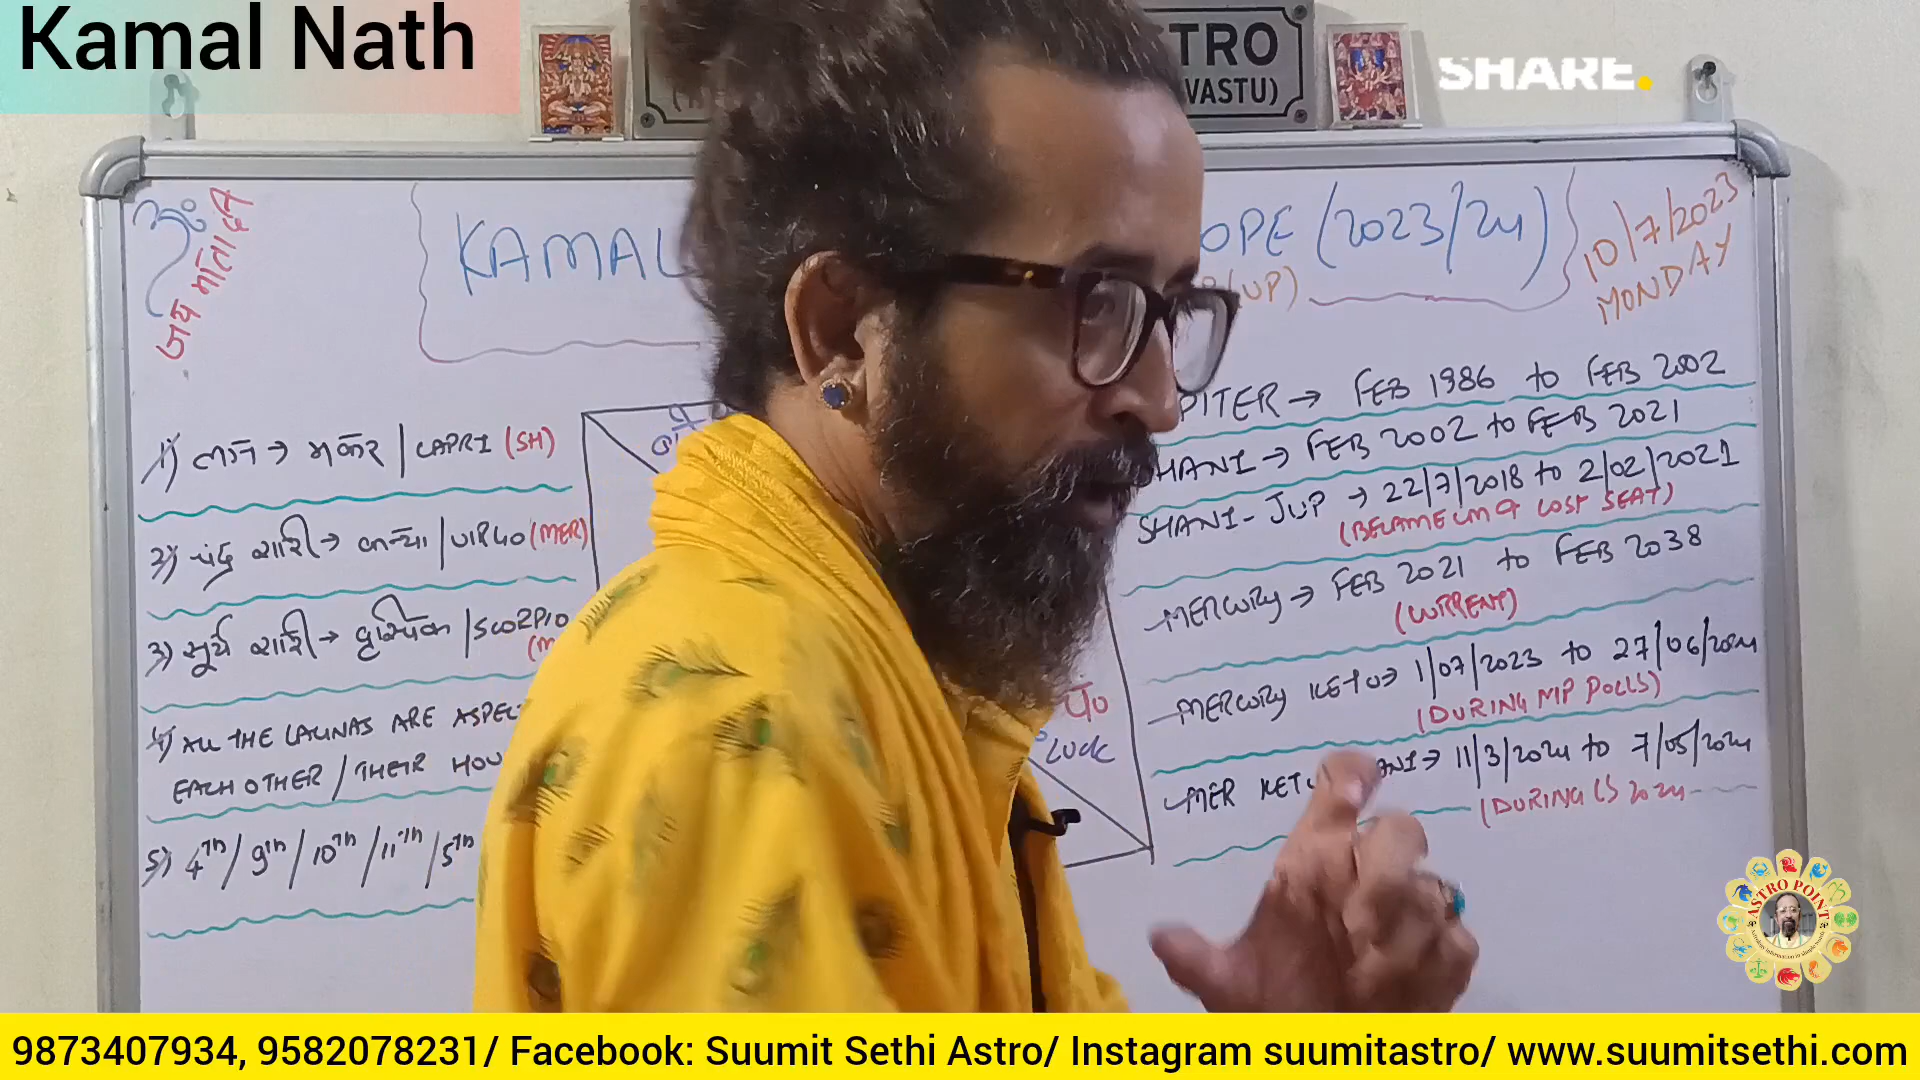 Kamal Nath
TRO
VASTU)
SHARE.
ॐ
जय माता दी
KAMAL
OPE (2023/24)
(UP)
10/7/2023
MONDAY
1) लग्न → मकर | CAPRI (SH)
2) चंद्र राशि → कन्या | VIRGO (MER)
3) सूर्य राशि → वृश्चिक | SCORPIO
(M
4) ALL THE LAGNAS ARE ASPEC
EACH OTHER / THEIR HOU
5) 4TH / 9TH / 10TH / 11TH / 5TH
LUCK
PITER → FEB 1986 to FEB 2002
HANI → FEB 2002 to FEB 2021
SHANI - JUP → 22/7/2018 to 2/02/2021
(BECAME CM & LOST SEAT)
MERCURY → FEB 2021 to FEB 2038
(CURRENT)
MERCURY KETU → 1/07/2023 to 27/06/2024
(DURING MP POLLS)
MER KETU ANI → 11/3/2024 to 7/05/2024
(DURING LS 2024
ASTRO POINT
9873407934, 9582078231/ Facebook: Suumit Sethi Astro/ Instagram suumitastro/ www.suumitsethi.com